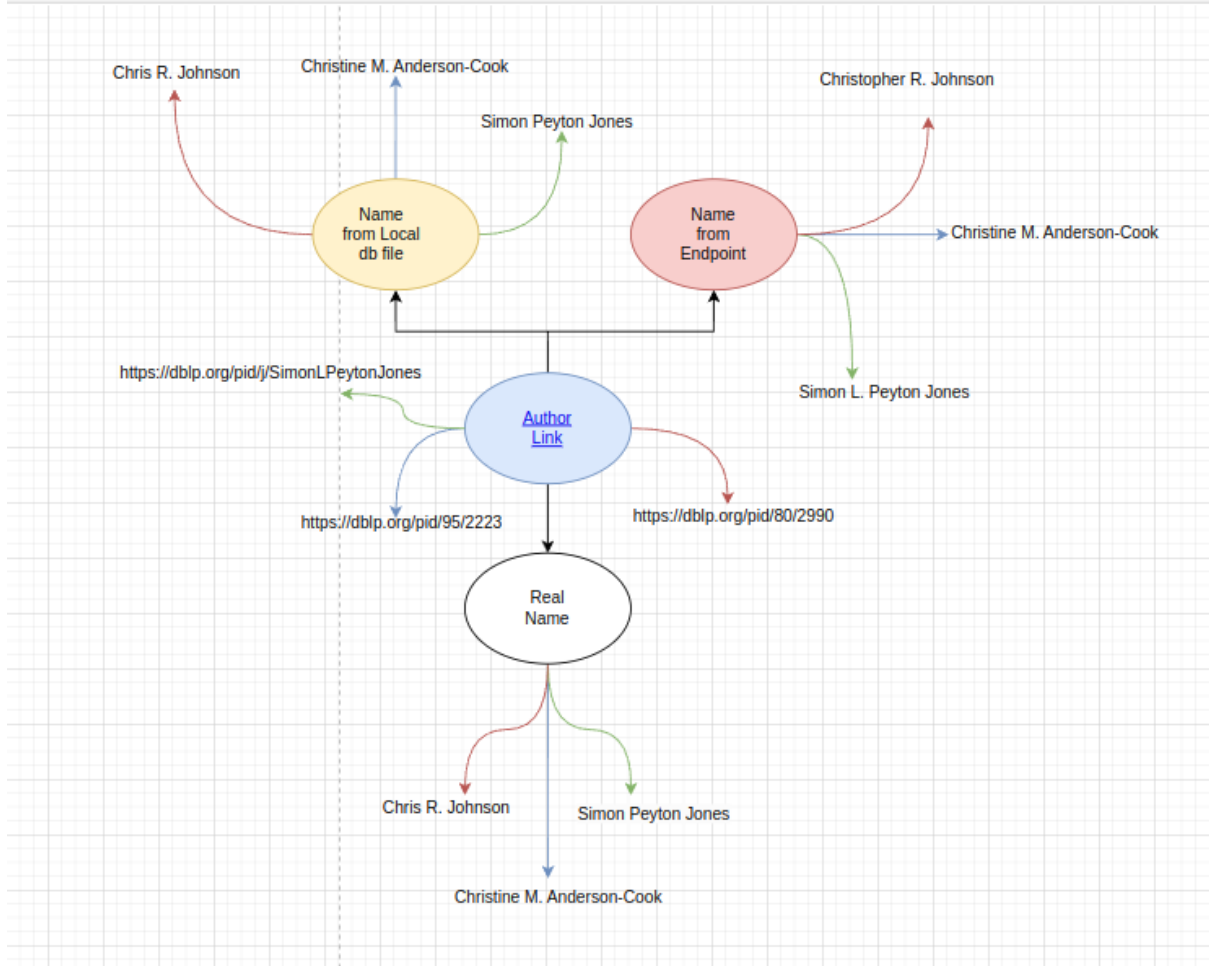 Christine M. Anderson-Cook
Chris R. Johnson
Christopher R. Johnson
Simon Peyton Jones
Name
from Local
db file
Name
from
Endpoint
Christine M. Anderson-Cook
https://dblp.org/pid/j/SimonLPeytonJones
Simon L. Peyton Jones
Author
Link
https://dblp.org/pid/95/2223
https://dblp.org/pid/80/2990
Real
Name
Chris R. Johnson
Simon Peyton Jones
Christine M. Anderson-Cook